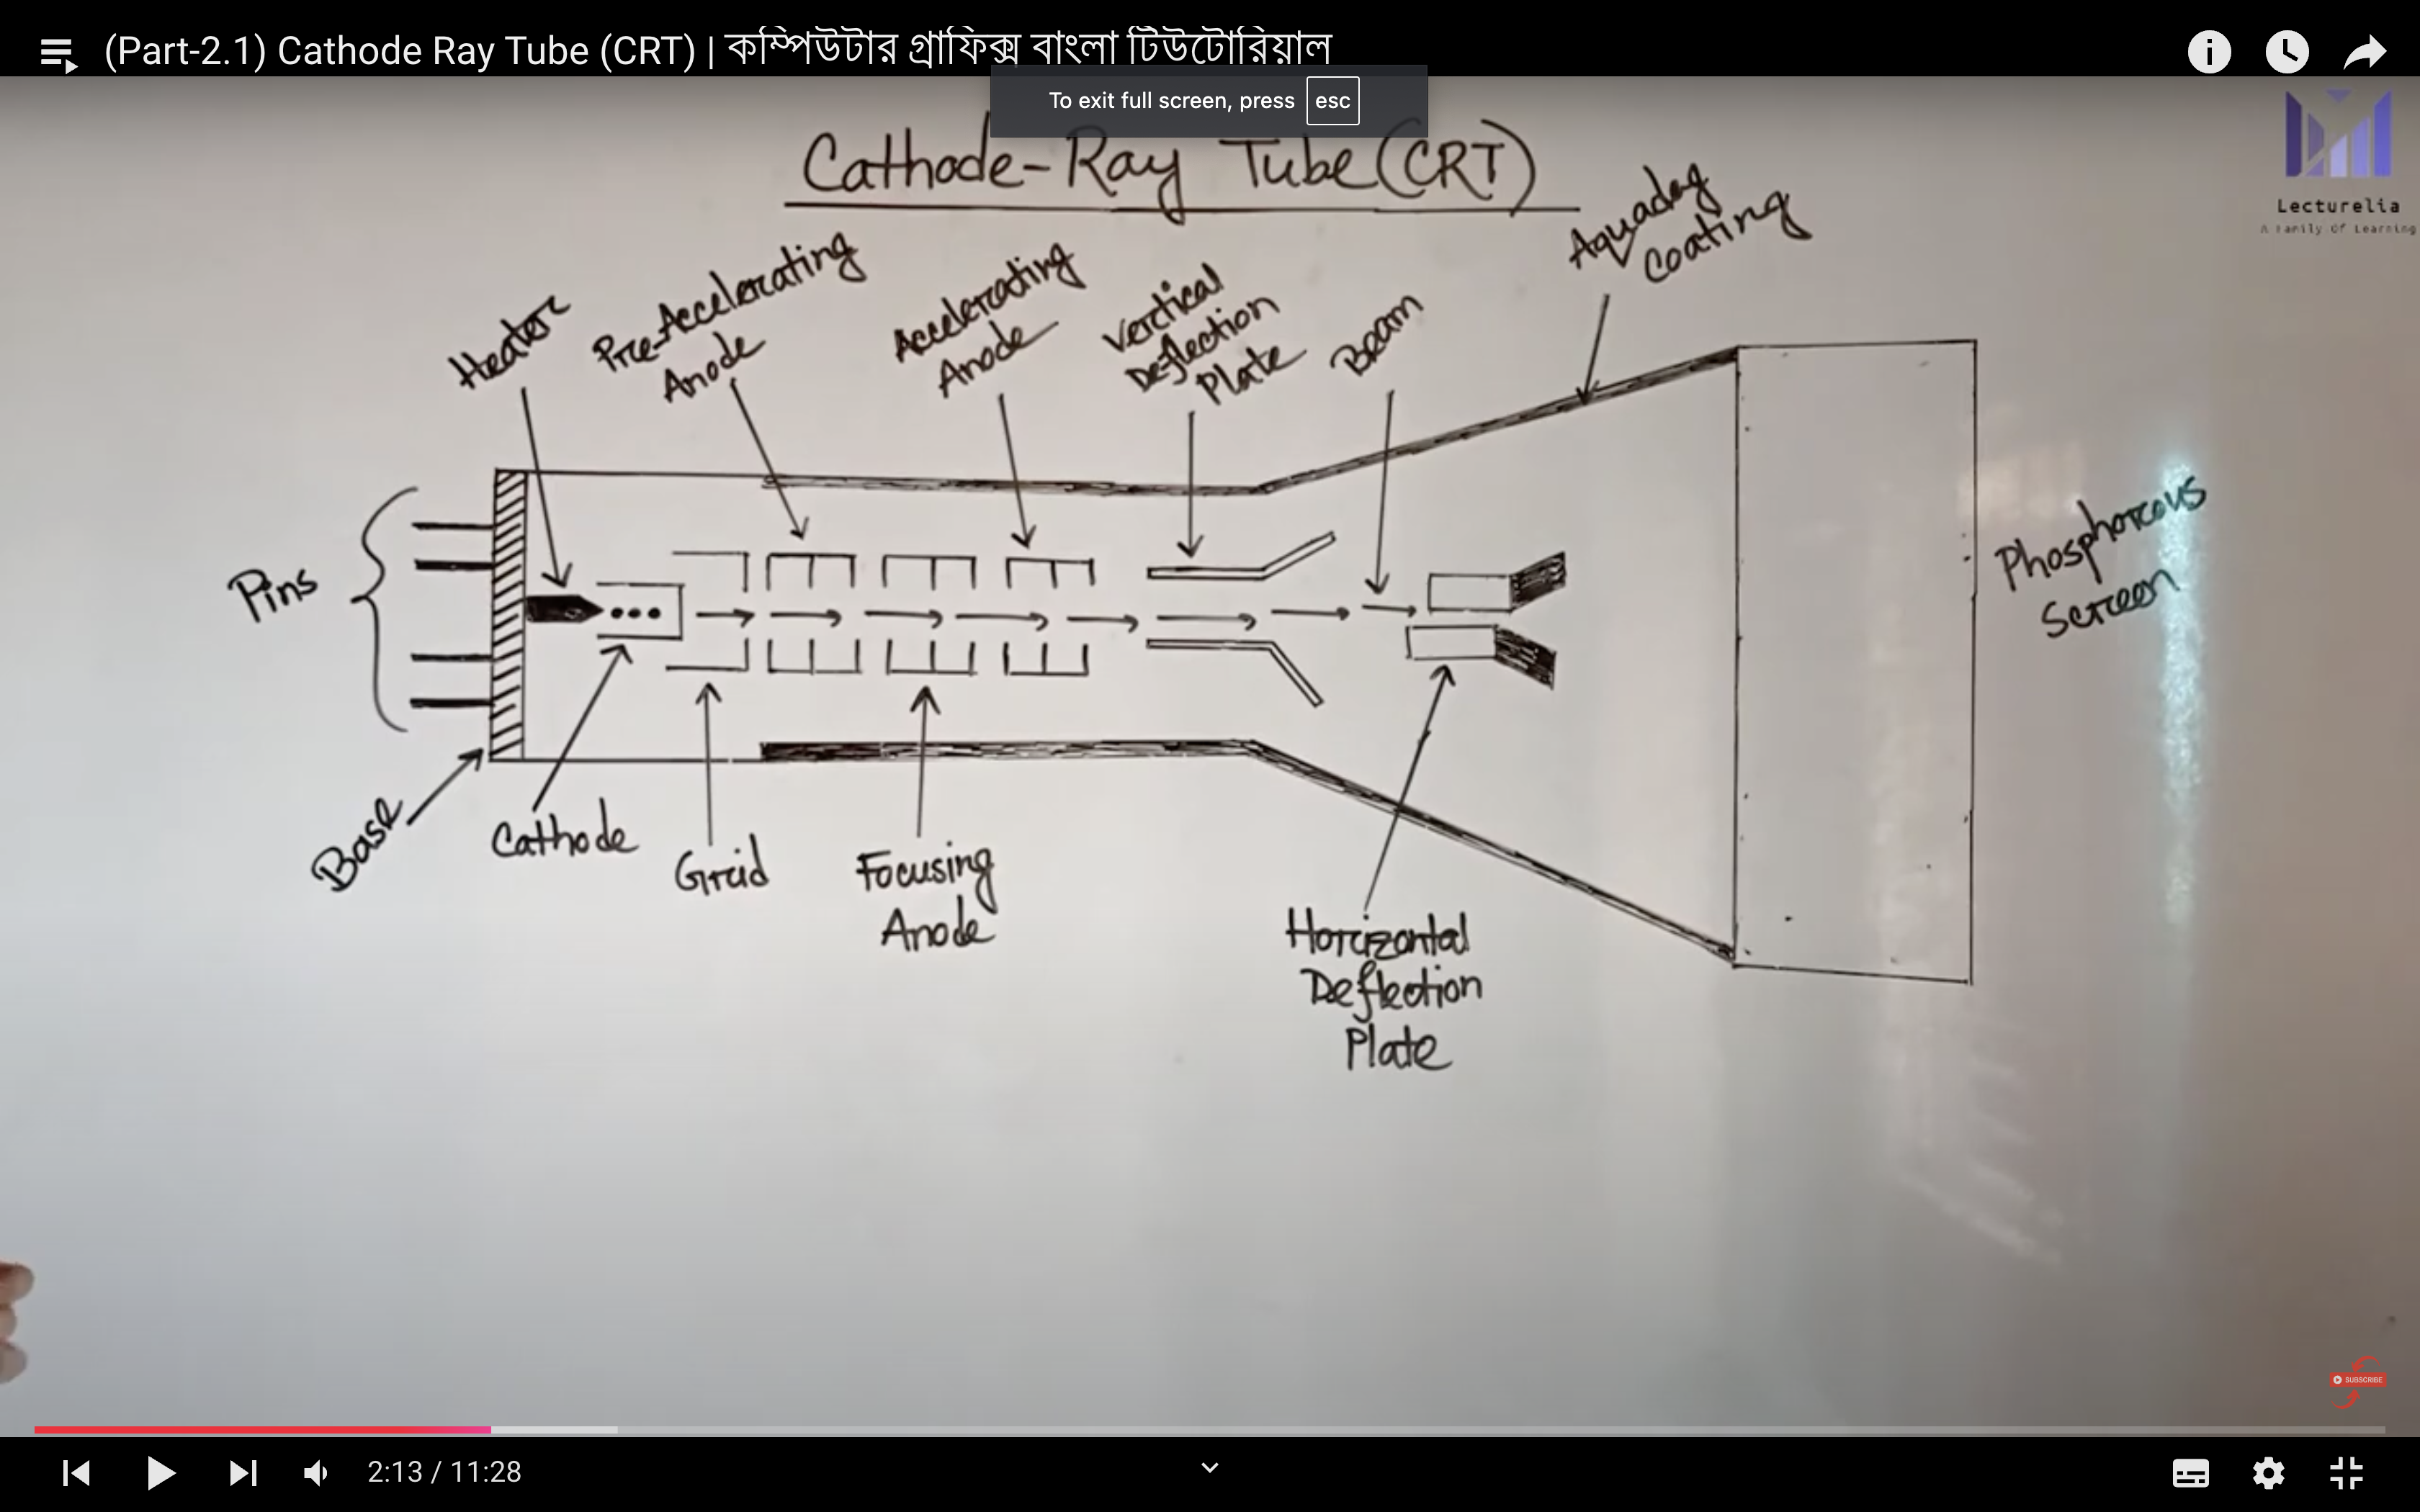 (Part-2.1) Cathode Ray Tube (CRT) | কম্পিউটার গ্রাফিক্স বাংলা টিউটোরিয়াল
To exit full screen, press esc
Cathode-Ray Tube (CRT)
Lecturelia
A Family Of Learning
Heater
Pre-Accelerating
Anode
Accelerating
Anode
Vertical
Deflection
Plate
Beam
Aquadag
Coating
Pins
Phosphorous
Screen
Base
Cathode
Grid
Focusing
Anode
Horizontal
Deflection
Plate
SUBSCRIBE
2:13 / 11:28